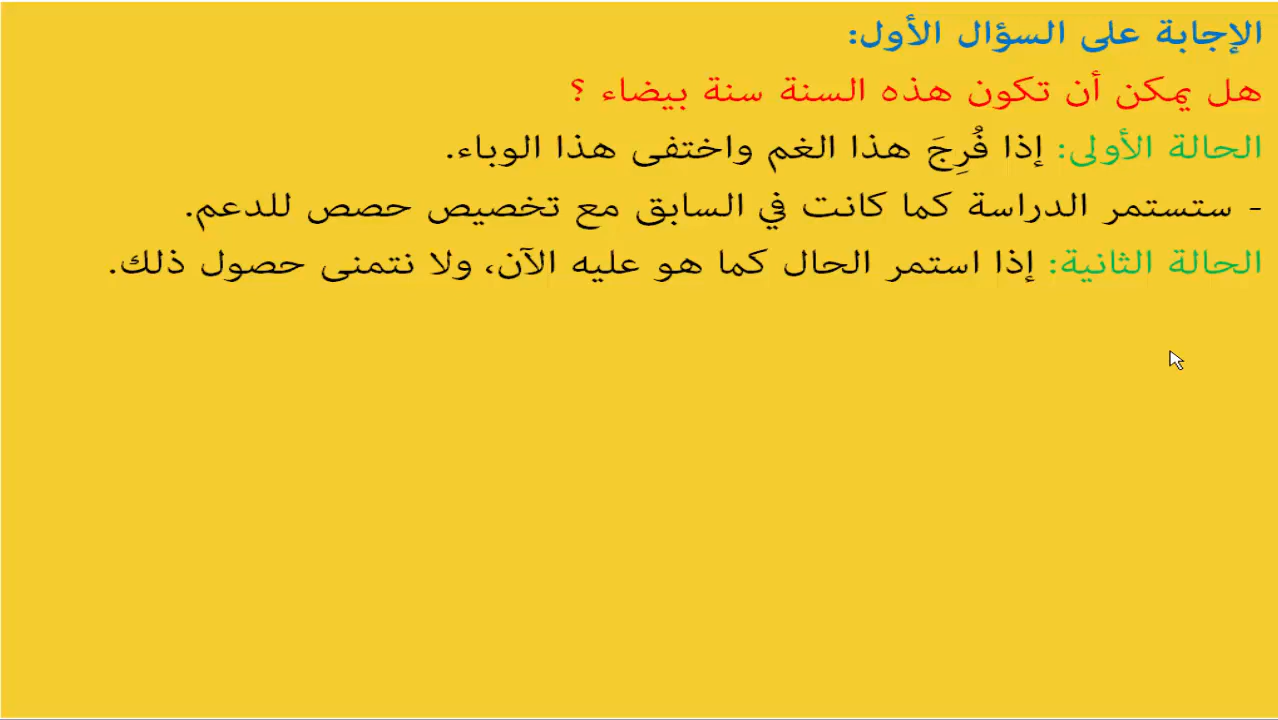 الإجابة على السؤال الأول:
هل يمكن أن تكون هذه السنة سنة بيضاء ؟
الحالة الأولى: إذا فُرِجَ هذا الغم واختفى هذا الوباء.
- ستستمر الدراسة كما كانت في السابق مع تخصيص حصص للدعم.
الحالة الثانية: إذا استمر الحال كما هو عليه الآن، ولا نتمنى حصول ذلك.